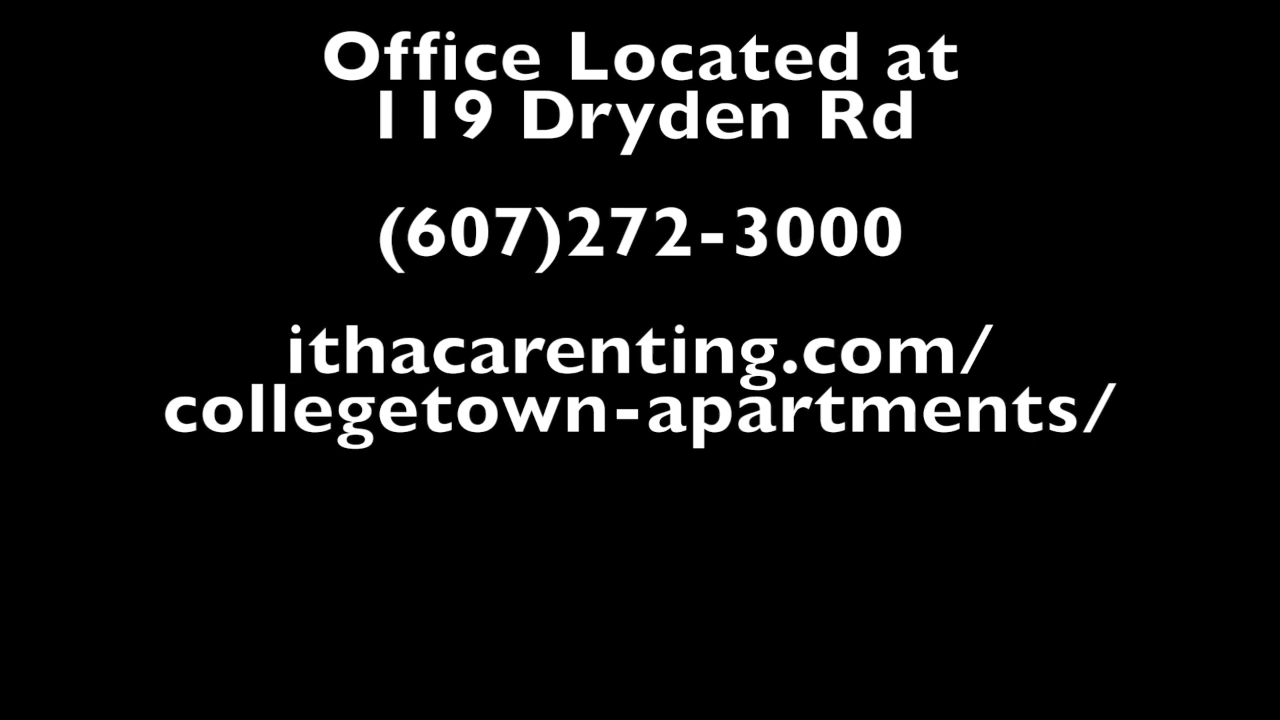 Office Located at
119 Dryden Rd
(607)272-3000
ithacarenting.com/
collegetown-apartments/